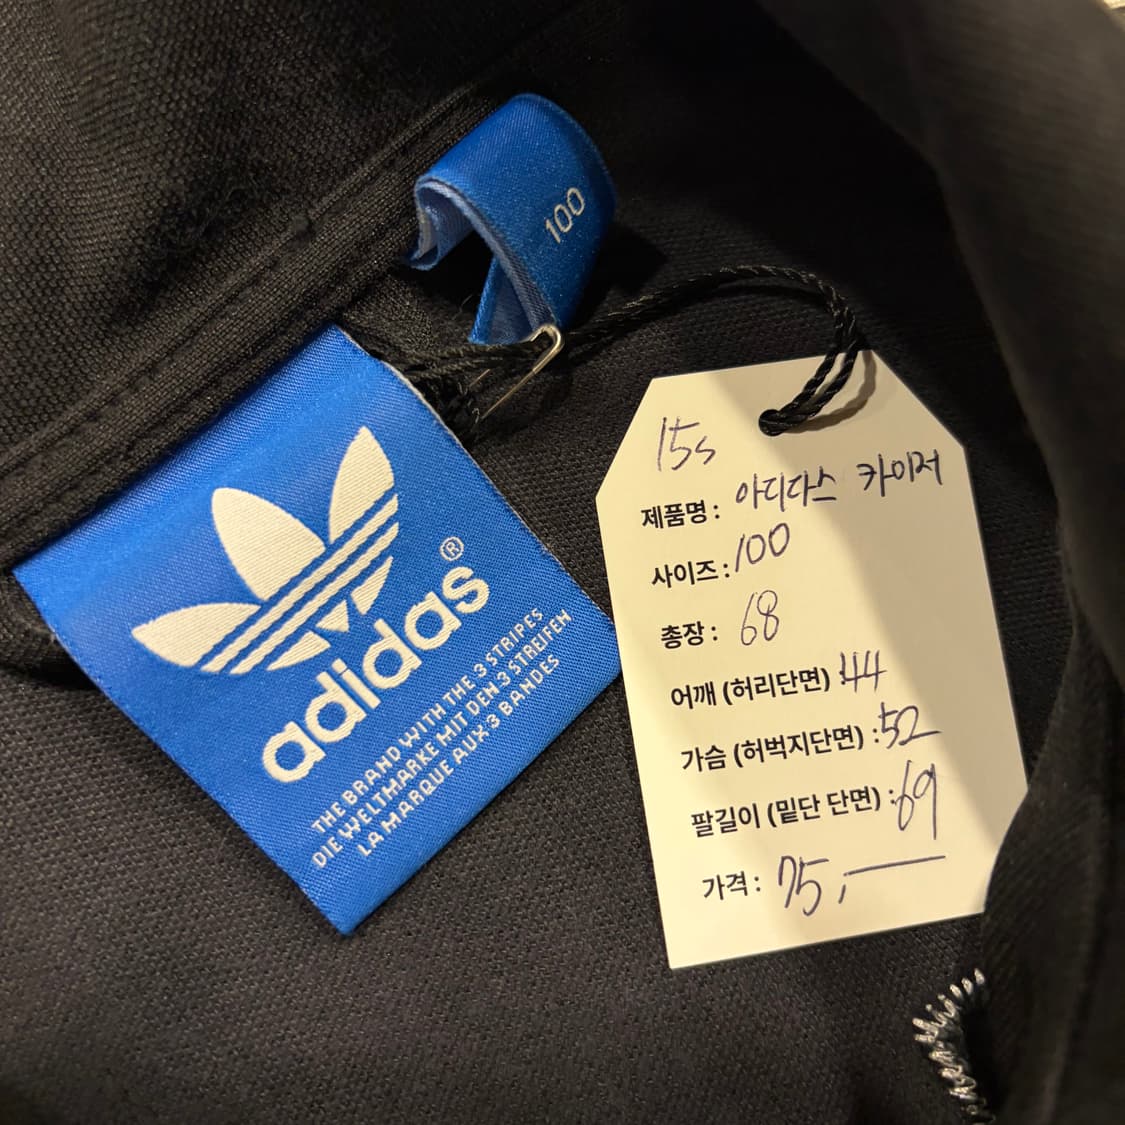 100
adidas®
THE BRAND WITH THE 3 STRIPES
DIE WELTMARKE MIT DEN 3 STREIFEN
LA MARQUE AUX 3 BANDES
15s
제품명 : 아디다스 카이저
사이즈 : 100
총장 : 68
어깨 (허리단면) : 44
가슴 (허벅지단면) : 52
팔길이 (밑단 단면) : 69
가격 : 75,—